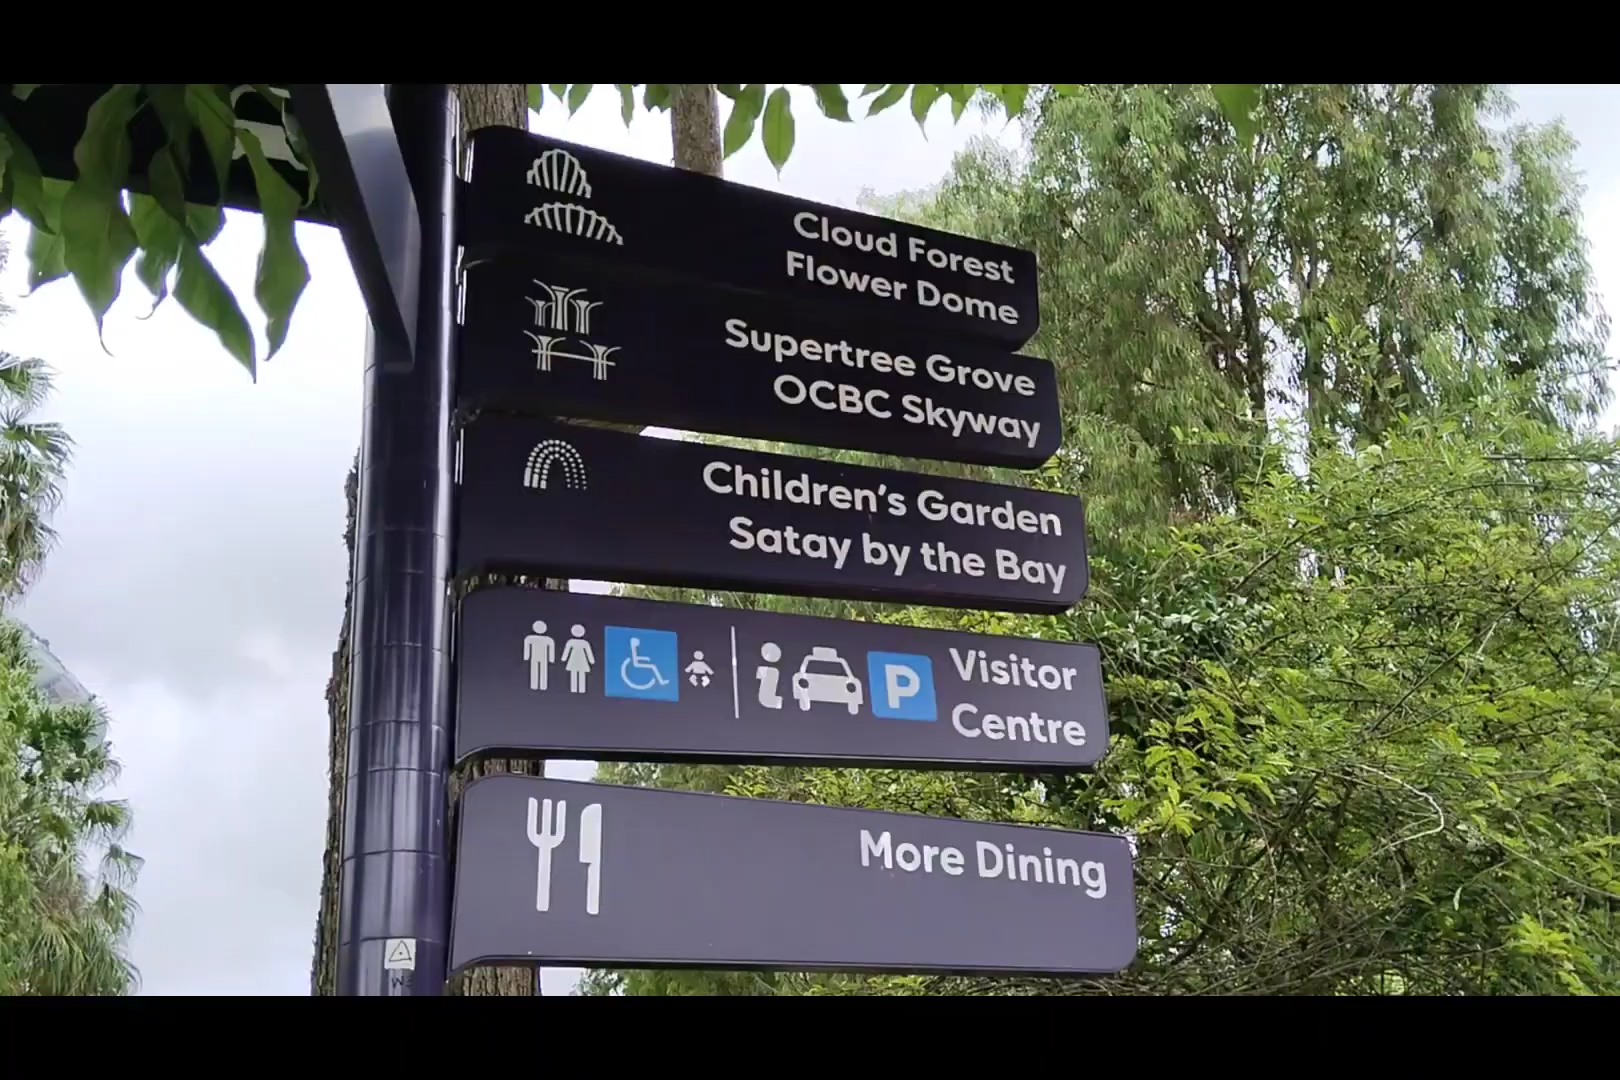 Cloud Forest
Flower Dome
Supertree Grove
OCBC Skyway
Children's Garden
Satay by the Bay
P
Visitor
Centre
More Dining